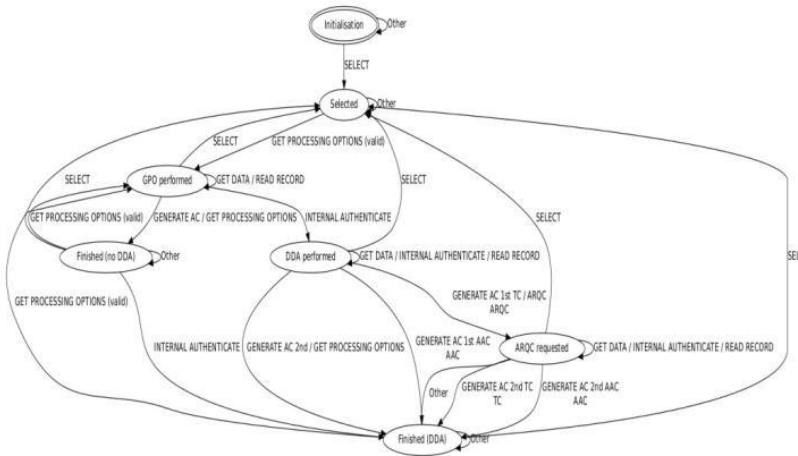 Initialisation
Other
SELECT
Selected
Other
SELECT
GET PROCESSING OPTIONS (valid)
GPO performed
GET DATA / READ RECORD
SELECT
SELECT
GET PROCESSING OPTIONS (valid)
GENERATE AC / GET PROCESSING OPTIONS
INTERNAL AUTHENTICATE
SELECT
Finished (no DDA)
Other
DDA performed
GET DATA / INTERNAL AUTHENTICATE / READ RECORD
SEL
GENERATE AC 1st TC / ARQC
ARQC
GET PROCESSING OPTIONS (valid)
INTERNAL AUTHENTICATE
GENERATE AC 2nd / GET PROCESSING OPTIONS
GENERATE AC 1st AAC
AAC
ARQC requested
GET DATA / INTERNAL AUTHENTICATE / READ RECORD
Other
GENERATE AC 2nd TC
TC
GENERATE AC 2nd AAC
AAC
Finished (DDA)
Other